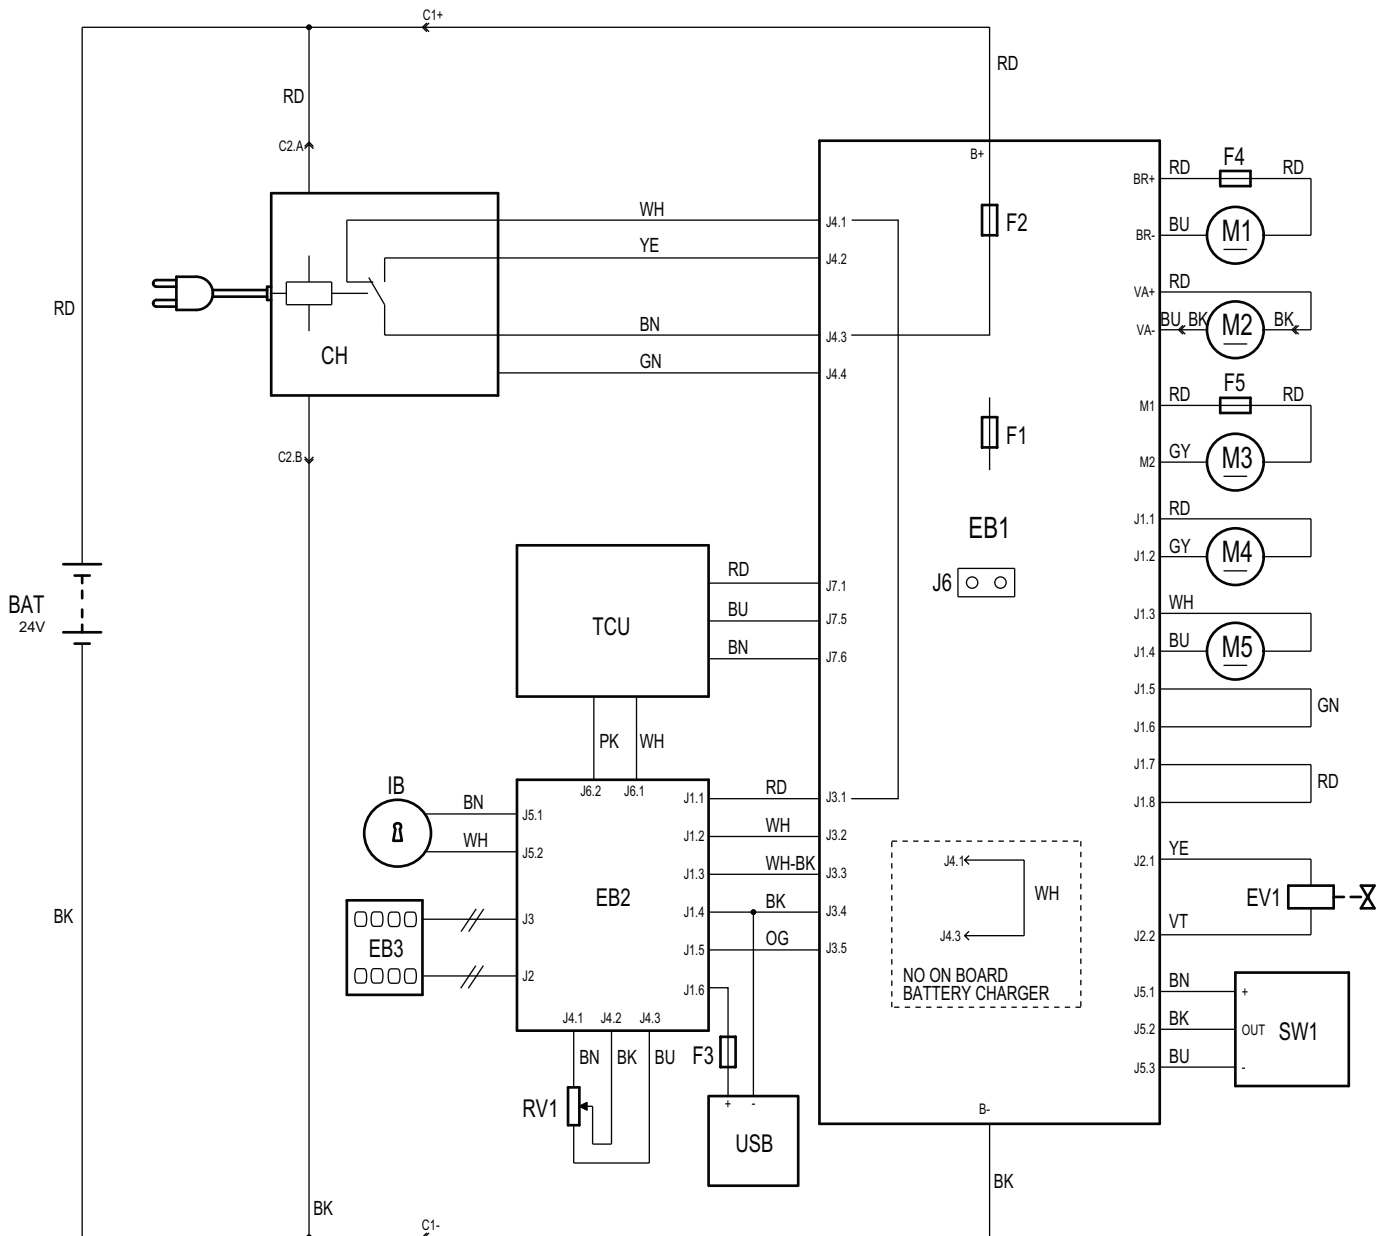 C1+
RD
RD
C2.A
B+
F4
RD
RD
BR+
WH
J4.1
F2
BU
M1
BR-
YE
J4.2
RD
VA+
RD
BN
J4.3
BU
BK
M2
BK
VA-
CH
GN
J4.4
F5
RD
RD
M1
F1
C2.B
GY
M3
M2
RD
J1.1
EB1
GY
M4
J1.2
BAT
24V
RD
J7.1
J6
WH
J1.3
TCU
BU
J7.5
BN
J7.6
BU
M5
J1.4
J1.5
GN
J1.6
PK
WH
J1.7
RD
J1.8
IB
BN
J6.2
J6.1
J1.1
RD
J3.1
J5.1
WH
J5.2
J1.2
WH
J3.2
J1.3
WH-BK
J3.3
J4.1
WH
J4.3
NO ON BOARD
BATTERY CHARGER
YE
J2.1
EV1
VT
J2.2
EB2
BK
J1.4
BK
J3.4
J3
EB3
J2
J1.5
OG
J3.5
J1.6
J4.1
J4.2
J4.3
BN
BK
BU
F3
RV1
+
-
USB
BN
J5.1
+
BK
J5.2
OUT
SW1
BU
J5.3
-
B-
BK
BK
C1-